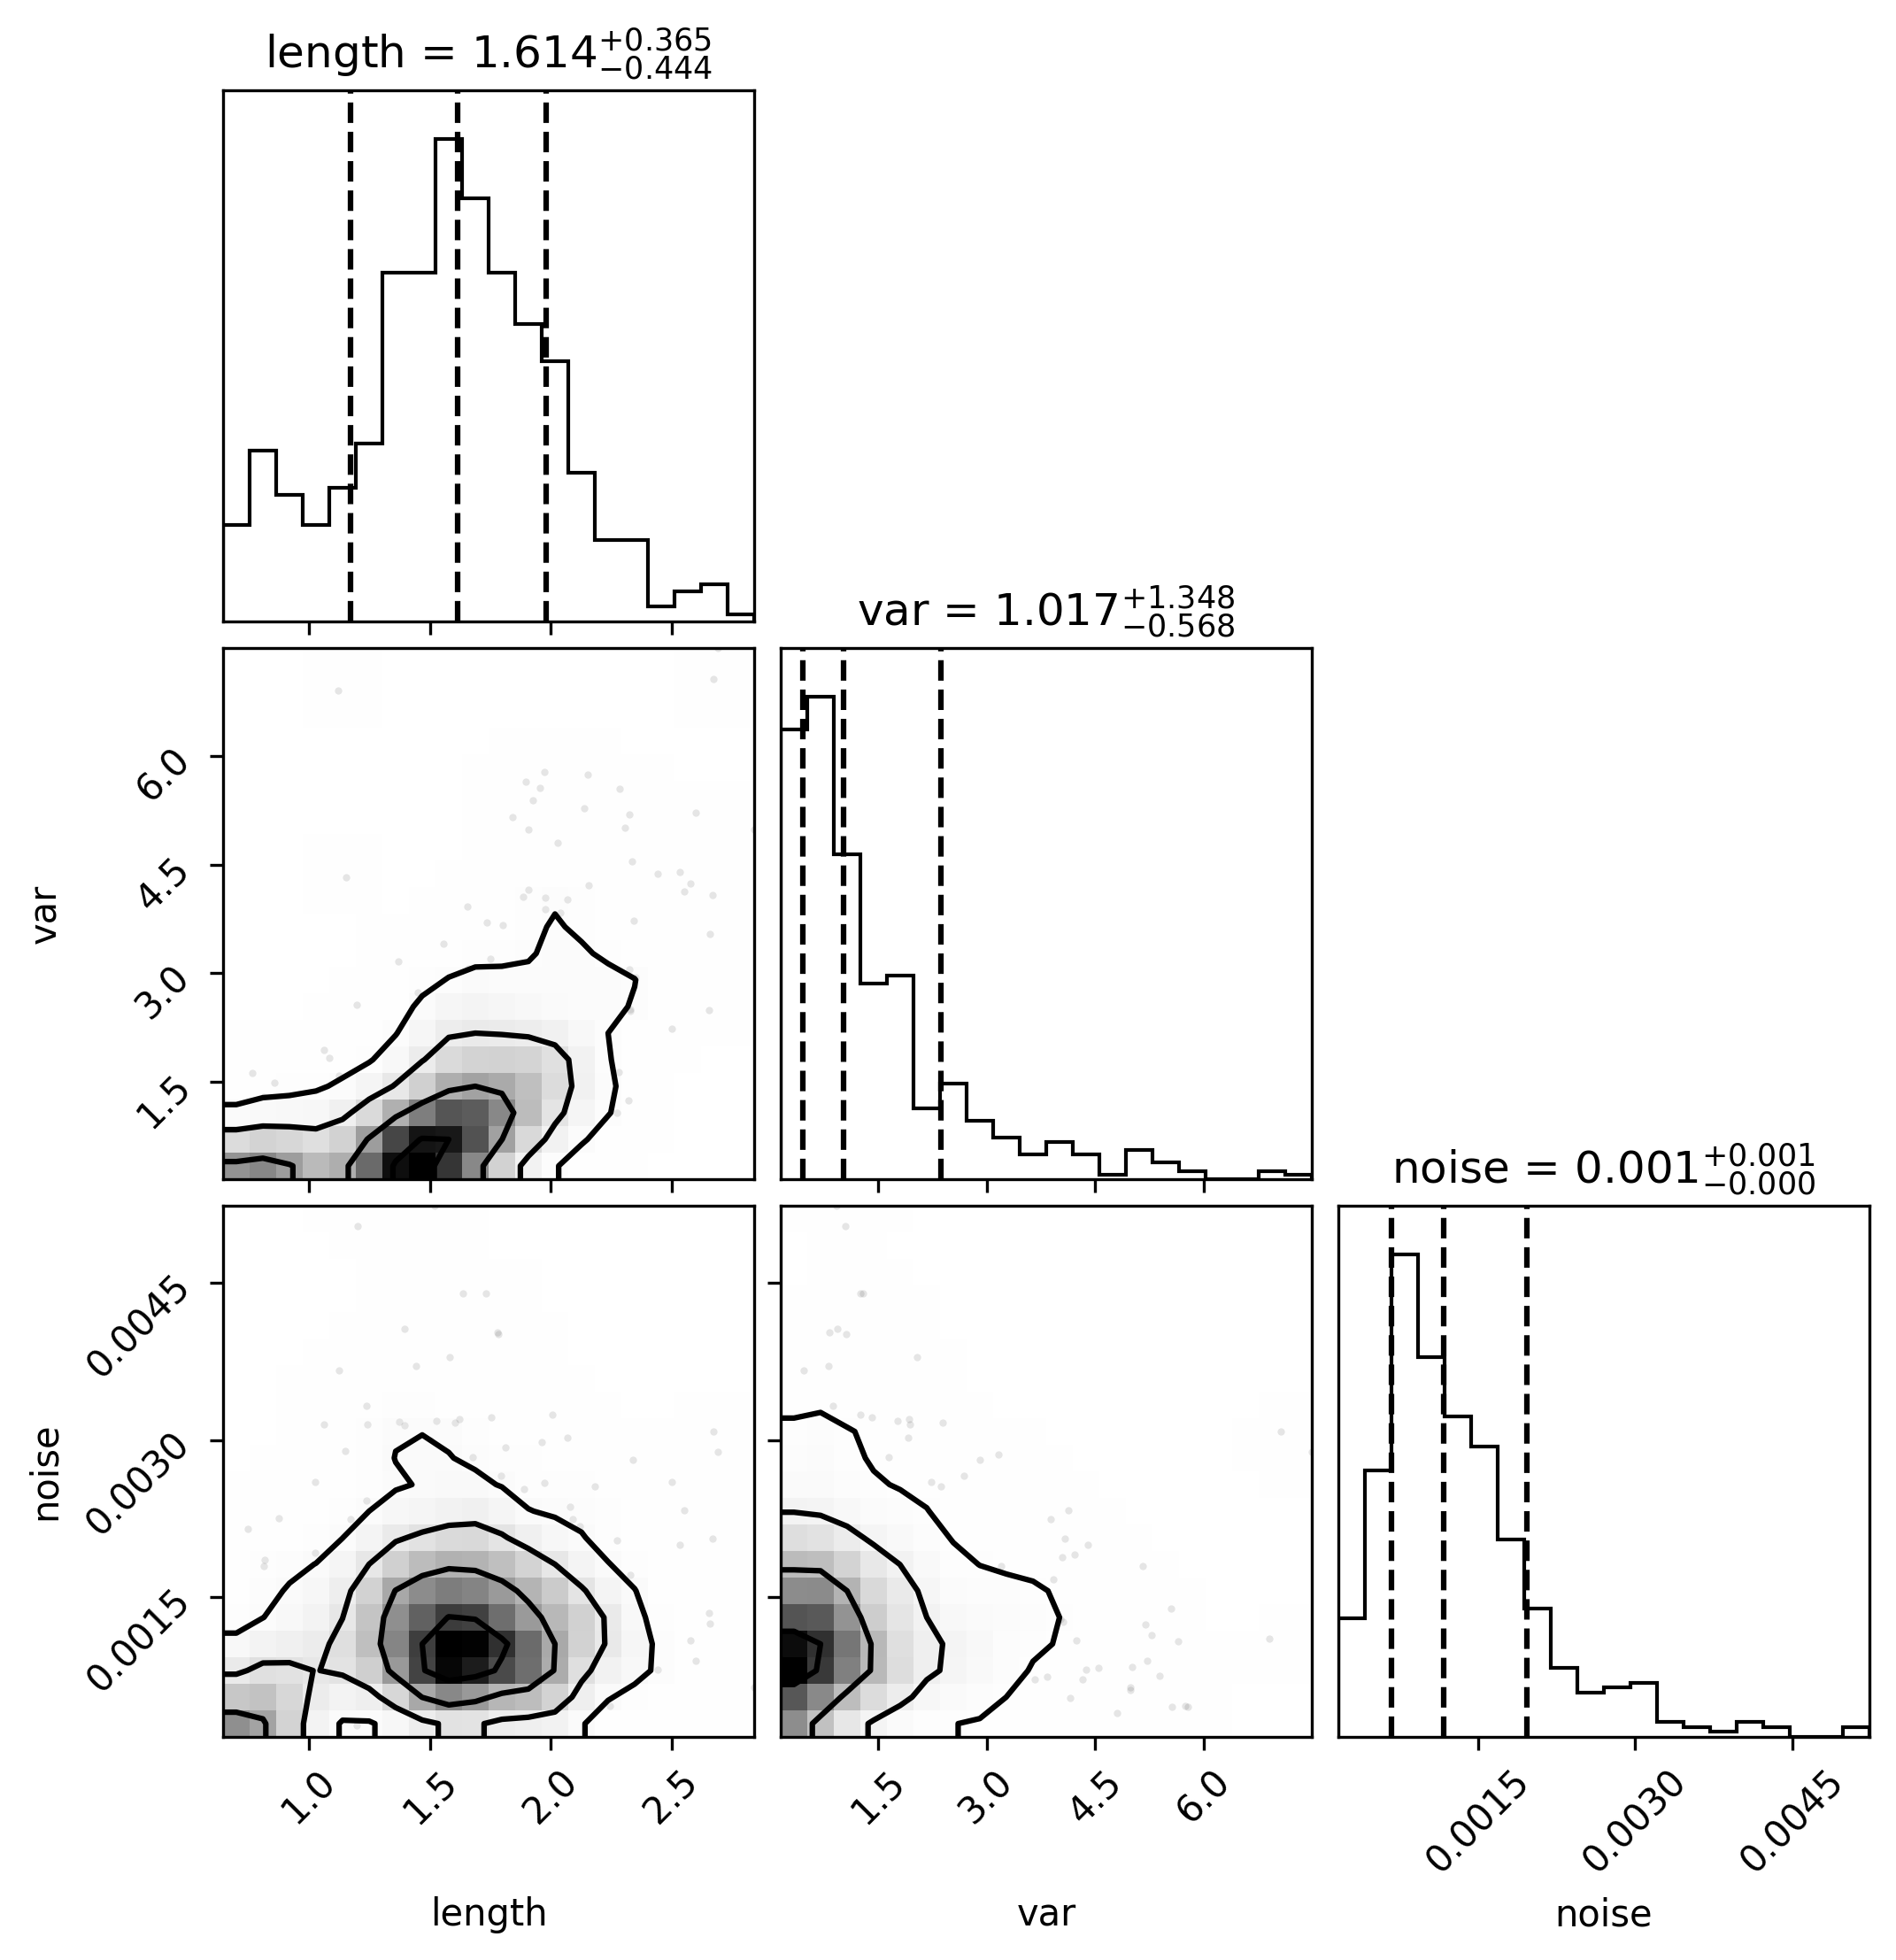 length = 1.614 +0.365 −0.444
var = 1.017 +1.348 −0.568
var
6.0
4.5
3.0
1.5
noise = 0.001 +0.001 −0.000
noise
0.0045
0.0030
0.0015
1.0 1.5 2.0 2.5 1.5 3.0 4.5 6.0 0.0015 0.0030 0.0045
length var noise